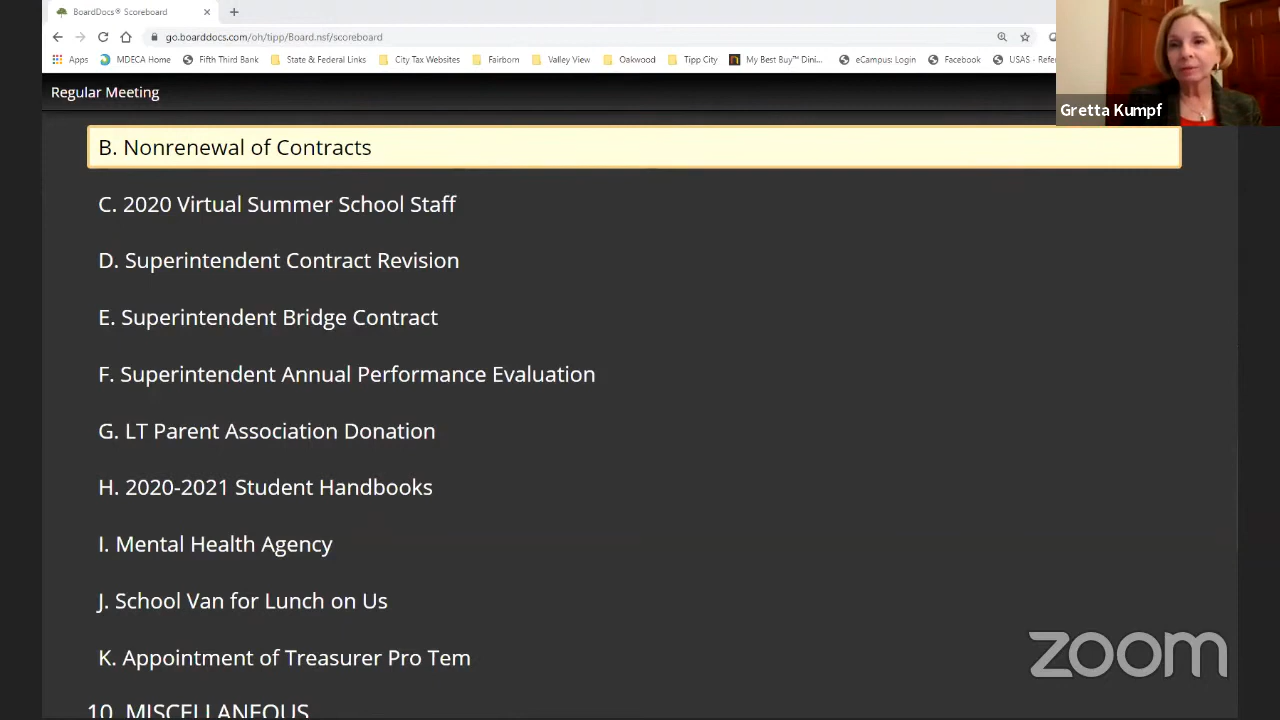 BoardDocs® Scoreboard
go.boarddocs.com/oh/tipp/Board.nsf/scoreboard
Apps MDECA Home Fifth Third Bank State & Federal Links City Tax Websites Fairborn Valley View Oakwood Tipp City My Best Buy™ Dini... eCampus: Login Facebook USAS - Refer
Gretta Kumpf
Regular Meeting
B. Nonrenewal of Contracts
C. 2020 Virtual Summer School Staff
D. Superintendent Contract Revision
E. Superintendent Bridge Contract
F. Superintendent Annual Performance Evaluation
G. LT Parent Association Donation
H. 2020-2021 Student Handbooks
I. Mental Health Agency
J. School Van for Lunch on Us
K. Appointment of Treasurer Pro Tem
10. MISCELLANEOUS
zoom